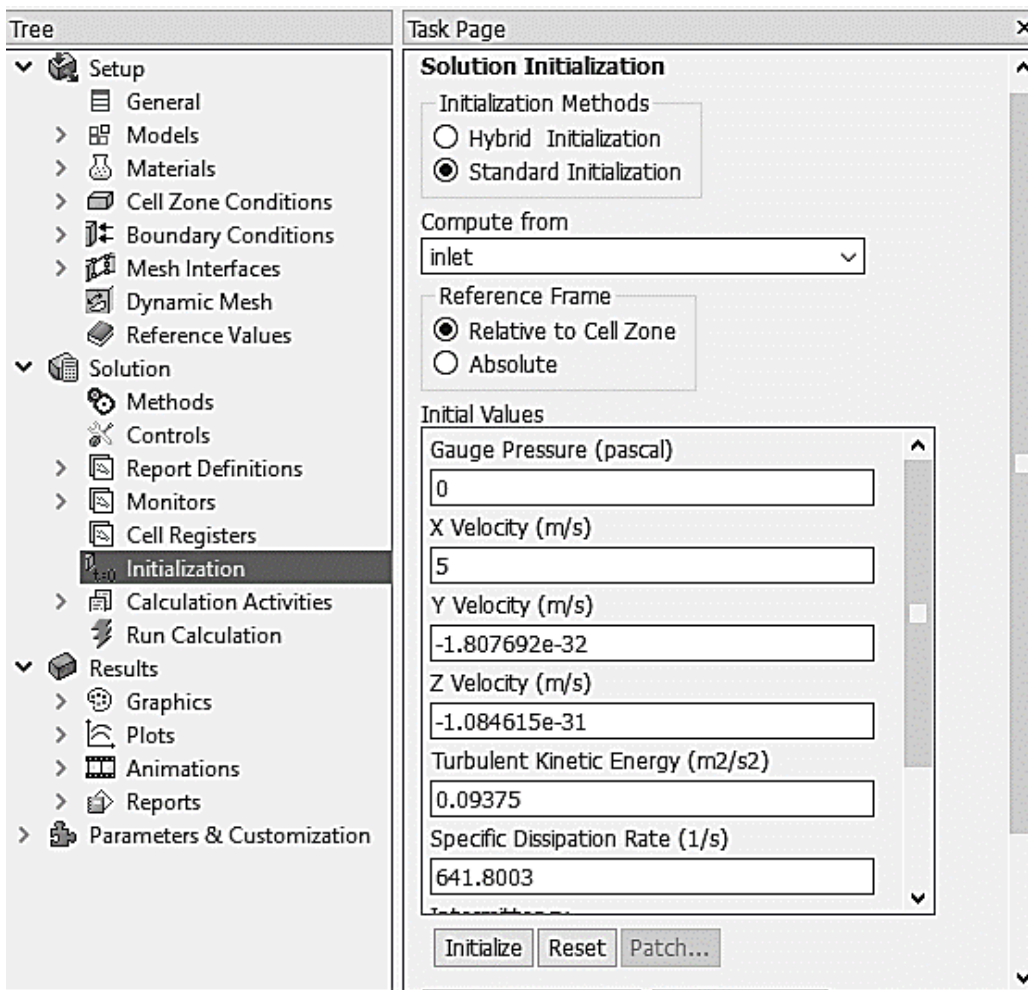 Tree
Setup
General
Models
Materials
Cell Zone Conditions
Boundary Conditions
Mesh Interfaces
Dynamic Mesh
Reference Values
Solution
Methods
Controls
Report Definitions
Monitors
Cell Registers
t=0 Initialization
Calculation Activities
Run Calculation
Results
Graphics
Plots
Animations
Reports
Parameters & Customization
Task Page
Solution Initialization
Initialization Methods
Hybrid Initialization
Standard Initialization
Compute from
inlet
Reference Frame
Relative to Cell Zone
Absolute
Initial Values
Gauge Pressure (pascal)
0
X Velocity (m/s)
5
Y Velocity (m/s)
-1.807692e-32
Z Velocity (m/s)
-1.084615e-31
Turbulent Kinetic Energy (m2/s2)
0.09375
Specific Dissipation Rate (1/s)
641.8003
Initialize Reset Patch...